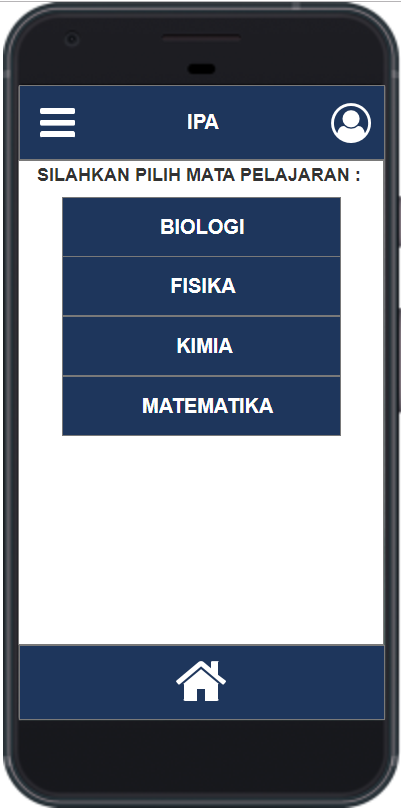 IPA
SILAHKAN PILIH MATA PELAJARAN :
BIOLOGI
FISIKA
KIMIA
MATEMATIKA